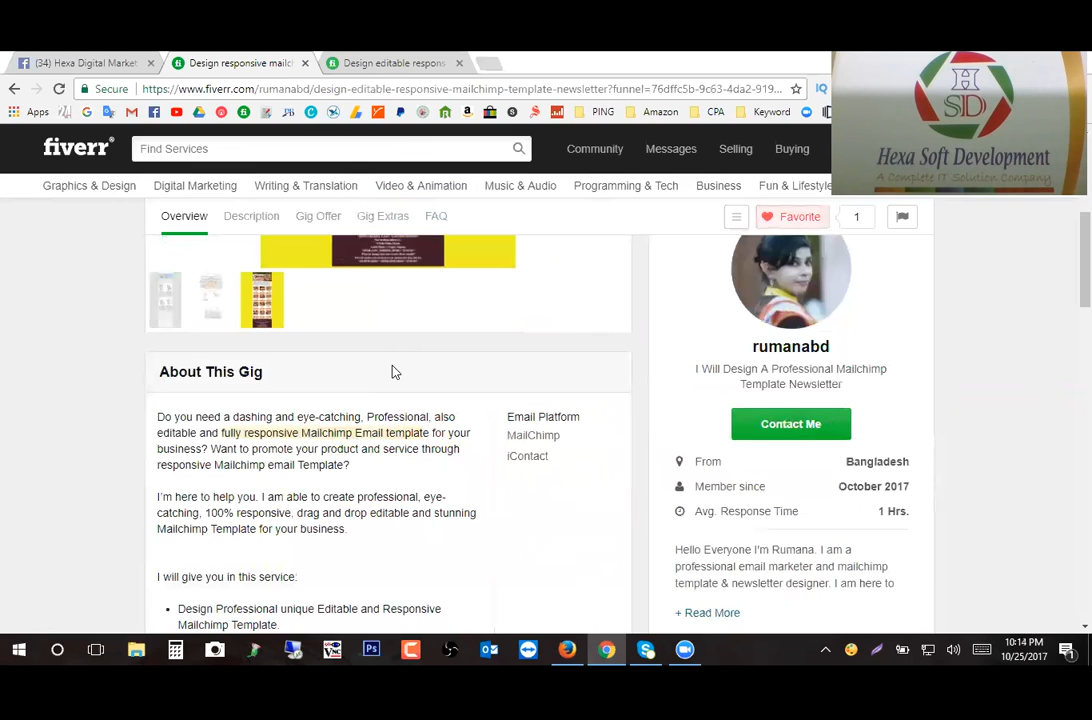 (34) Hexa Digital Market
Design responsive mailch
Design editable respons
Secure
https://www.fiverr.com/rumanabd/design-editable-responsive-mailchimp-template-newsletter?funnel=76dffc5b-9c63-4da2-919...
Apps
PING
Amazon
CPA
Keyword
HSD
Hexa Soft Development
A Complete IT Solution Company
fiverr
Find Services
Community
Messages
Selling
Buying
Graphics & Design
Digital Marketing
Writing & Translation
Video & Animation
Music & Audio
Programming & Tech
Business
Fun & Lifestyle
Overview
Description
Gig Offer
Gig Extras
FAQ
Favorite
1
About This Gig
Do you need a dashing and eye-catching, Professional, also
editable and fully responsive Mailchimp Email template for your
business? Want to promote your product and service through
responsive Mailchimp email Template?
I'm here to help you. I am able to create professional, eye-
catching, 100% responsive, drag and drop editable and stunning
Mailchimp Template for your business.
I will give you in this service:
• Design Professional unique Editable and Responsive
Mailchimp Template.
Email Platform
MailChimp
iContact
rumanabd
I Will Design A Professional Mailchimp
Template Newsletter
Contact Me
From
Bangladesh
Member since
October 2017
Avg. Response Time
1 Hrs.
Hello Everyone I'm Rumana. I am a
professional email marketer and mailchimp
template & newsletter designer. I am here to
+ Read More
10:14 PM
10/25/2017